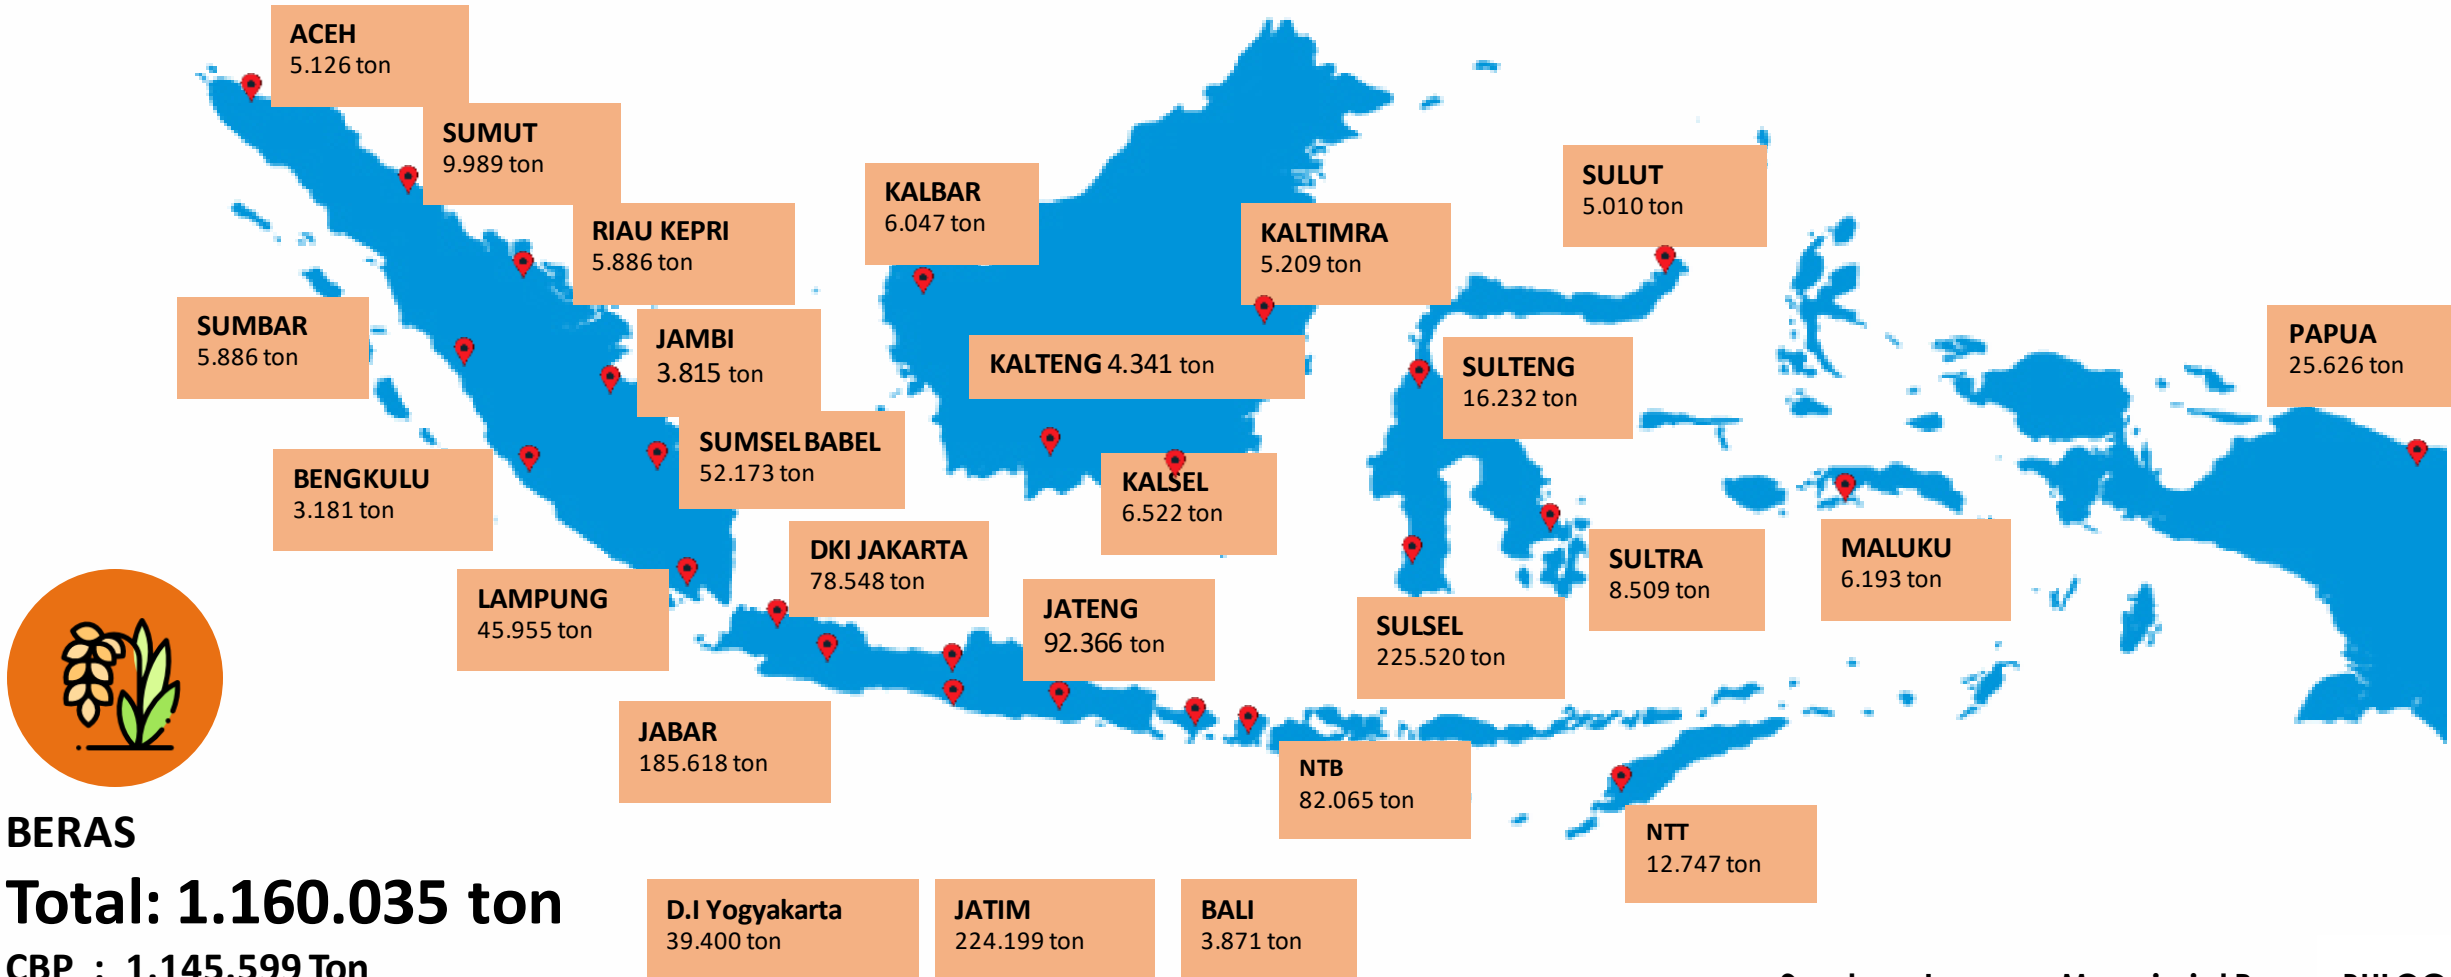 ACEH
5.126 ton
SUMUT
9.989 ton
RIAU KEPRI
5.886 ton
SUMBAR
5.886 ton
JAMBI
3.815 ton
SUMSEL BABEL
52.173 ton
BENGKULU
3.181 ton
LAMPUNG
45.955 ton
DKI JAKARTA
78.548 ton
JATENG
92.366 ton
JABAR
185.618 ton
KALBAR
6.047 ton
KALTIMRA
5.209 ton
KALTENG 4.341 ton
KALSEL
6.522 ton
SULUT
5.010 ton
SULTENG
16.232 ton
SULTRA
8.509 ton
SULSEL
225.520 ton
MALUKU
6.193 ton
PAPUA
25.626 ton
NTB
82.065 ton
NTT
12.747 ton
D.I Yogyakarta
39.400 ton
JATIM
224.199 ton
BALI
3.871 ton
BERAS
Total: 1.160.035 ton
CBP : 1.145.599 Ton